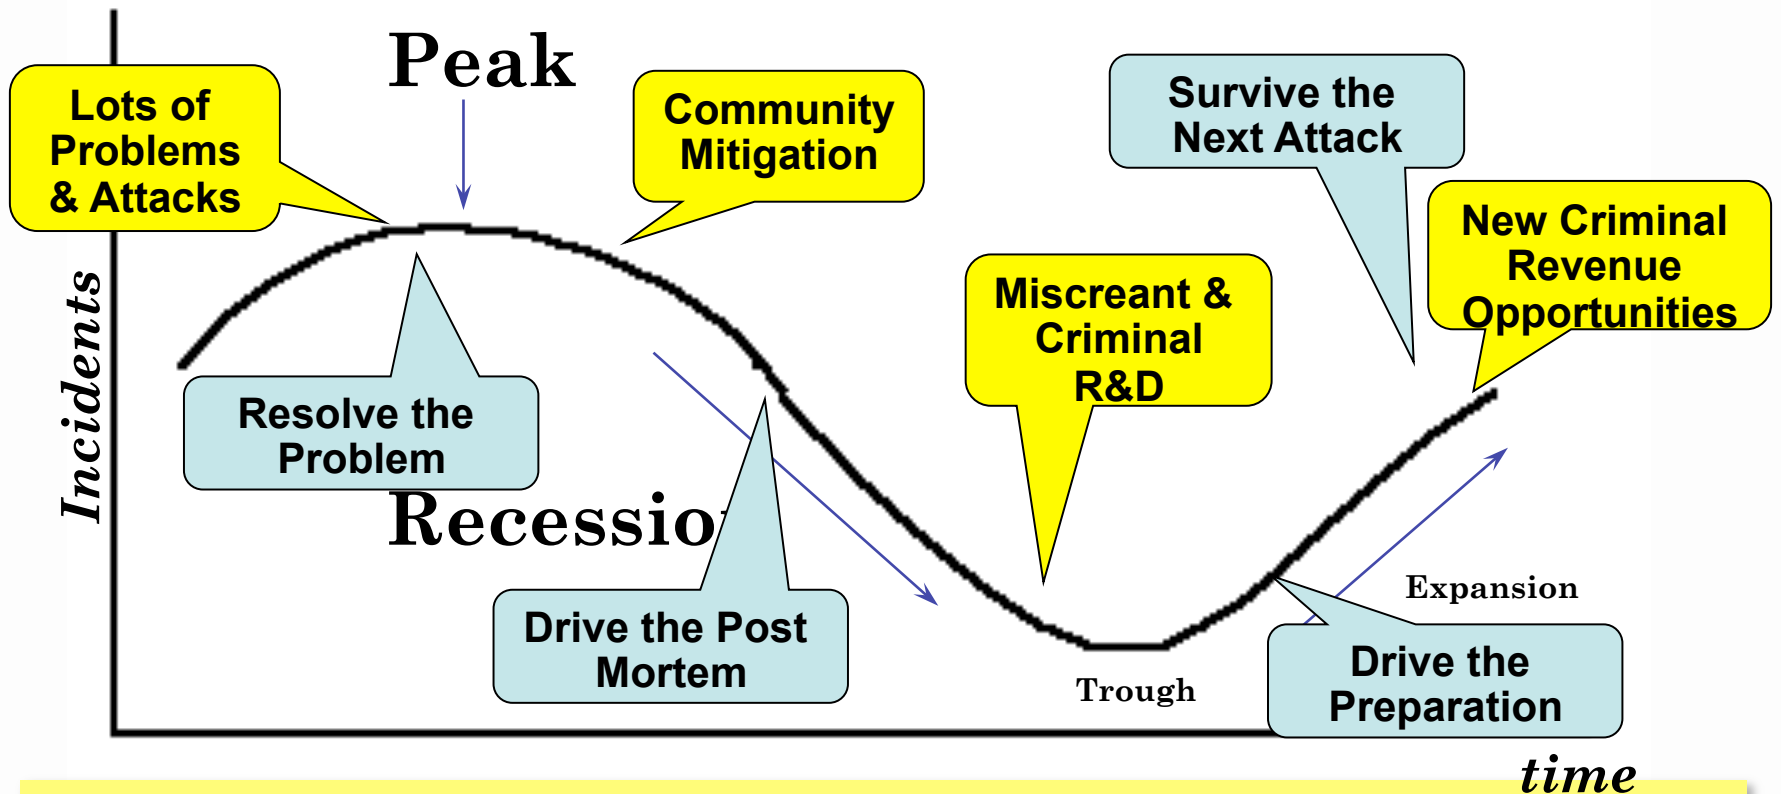 Peak
Lots of
Problems
& Attacks
Community
Mitigation
Survive the
Next Attack
New Criminal
Revenue
Opportunities
Miscreant &
Criminal
R&D
Incidents
Resolve the
Problem
Recession
Drive the Post
Mortem
Expansion
Trough
Drive the
Preparation
time